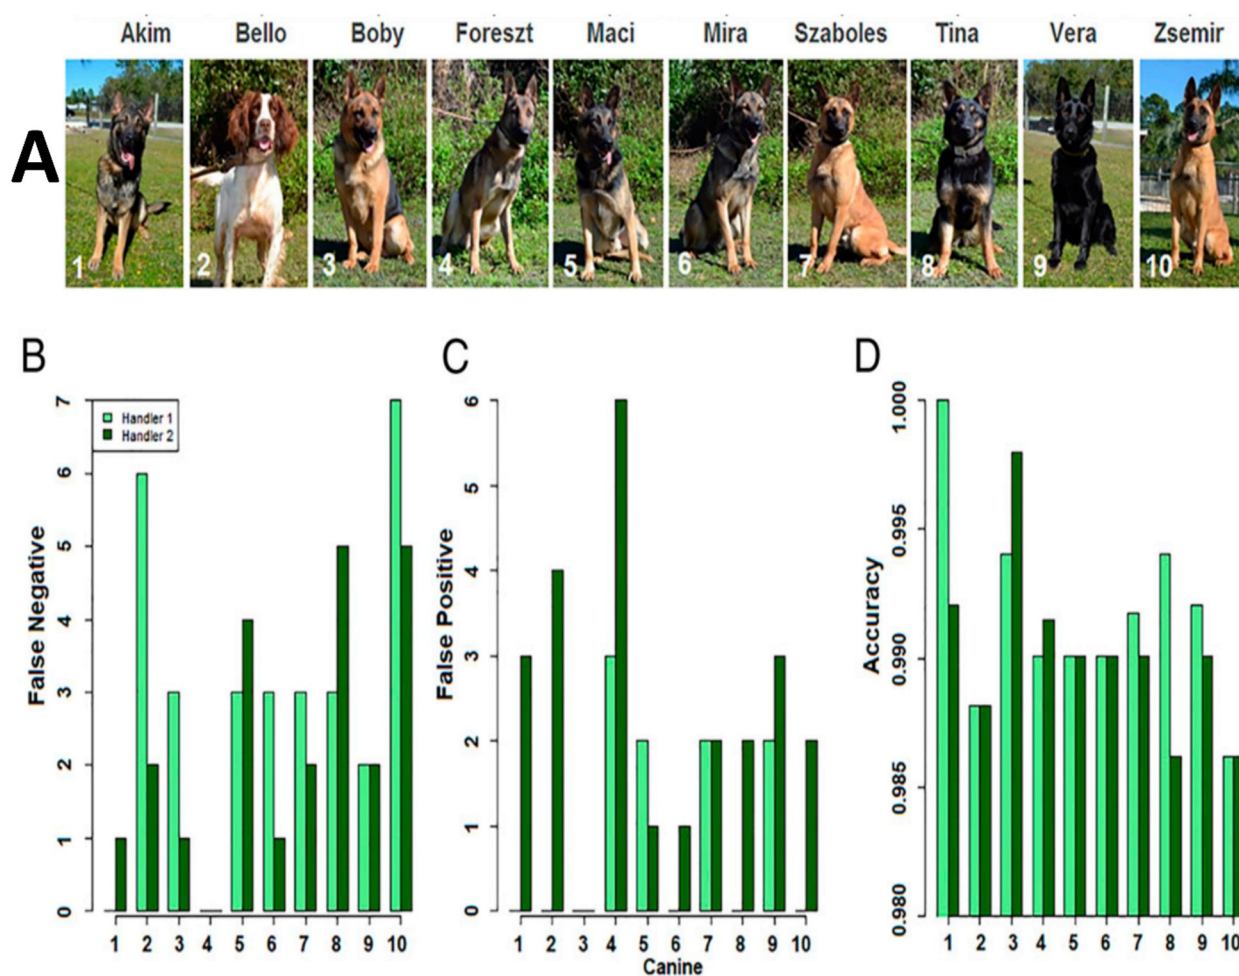 Akim Bello Boby Foreszt Maci Mira Szaboles Tina Vera Zsemir
A
1 2 3 4 5 6 7 8 9 10
B
False Negative
7
6
5
4
3
2
1
0
Handler 1
Handler 2
1 2 3 4 5 6 7 8 9 10
C
False Positive
6
5
4
3
2
1
0
1 2 3 4 5 6 7 8 9 10
Canine
D
Accuracy
1.000
0.995
0.990
0.985
0.980
1 2 3 4 5 6 7 8 9 10